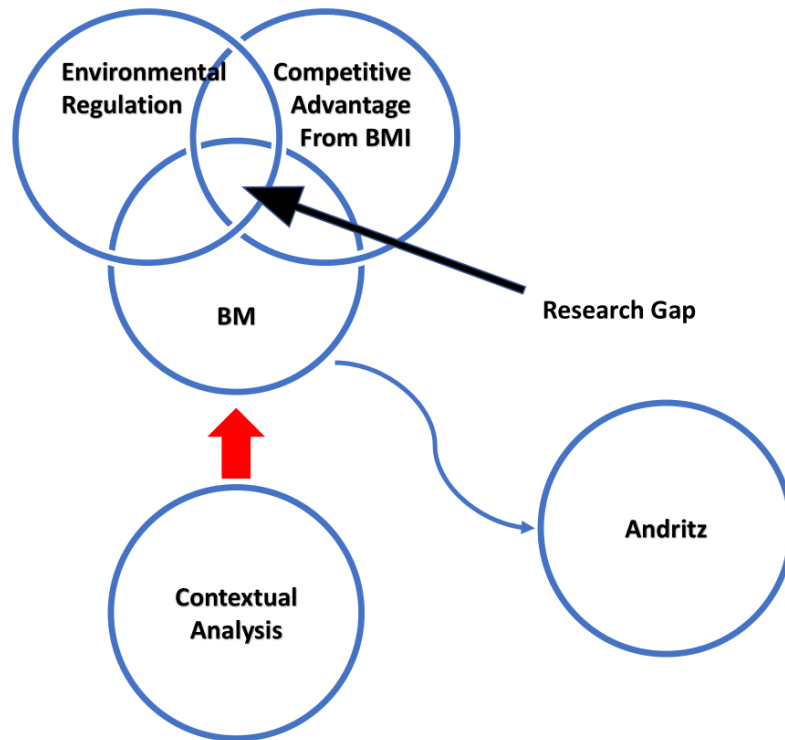 Environmental
Regulation
Competitive
Advantage
From BMI
BM
Research Gap
Andritz
Contextual
Analysis